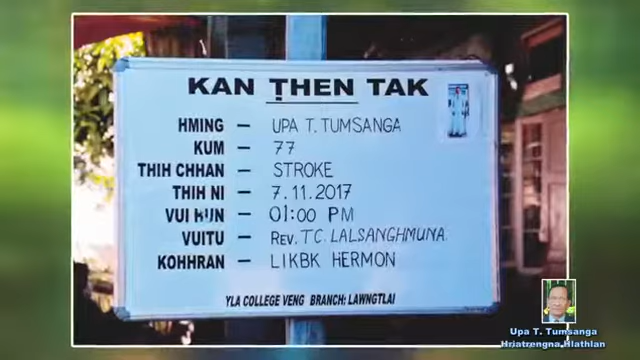 KAN ṬHEN TAK
HMING – UPA T. TUMSANGA
KUM – 77
THIH CHHAN – STROKE
THIH NI – 7.11.2017
VUI HUN – 01:00 PM
VUITU – REV. T.C. LALSANGHMUNA
KOHHRAN – LIKBK HERMON
YLA COLLEGE VENG BRANCH: LAWNGTLAI
Upa T. Tumsanga
Hriatrengna Hlathlan